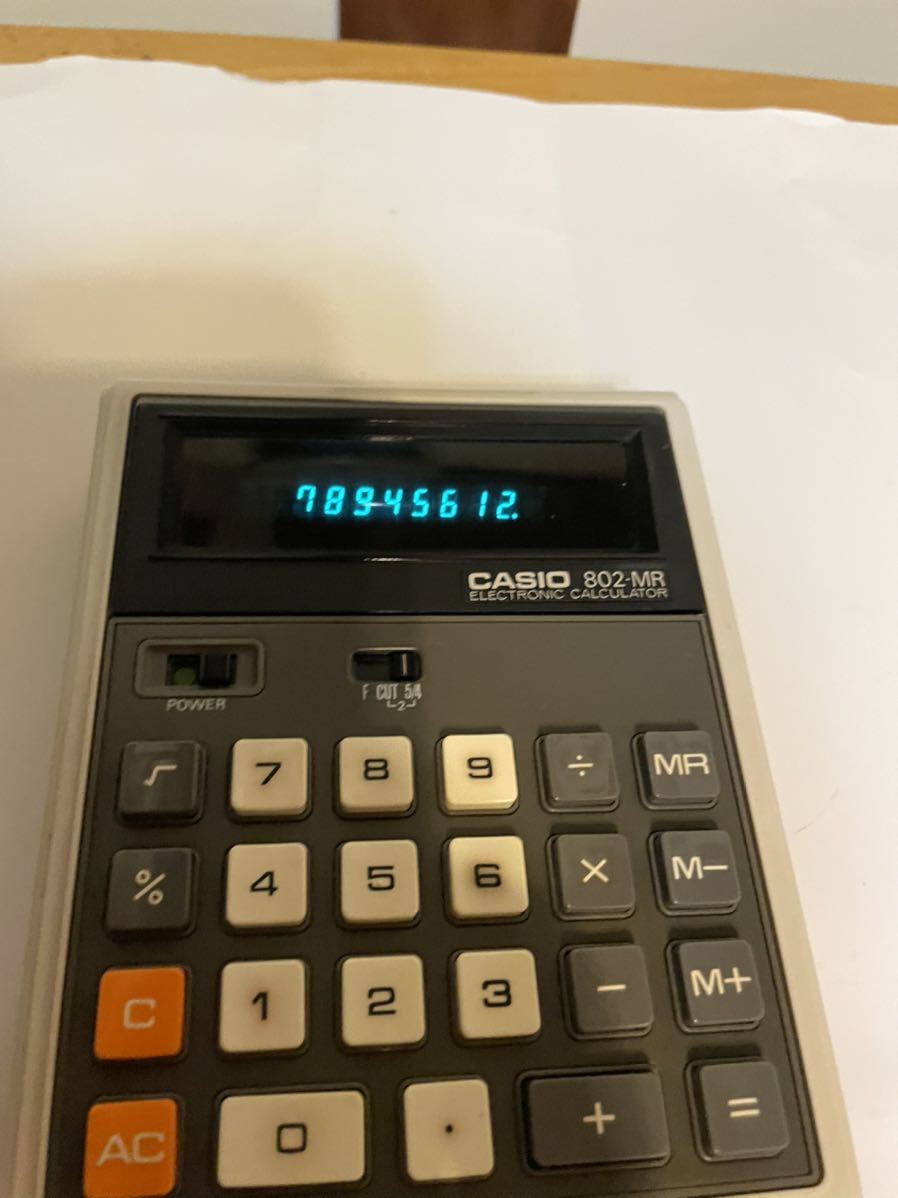 78945612.
CASIO 802-MR
ELECTRONIC CALCULATOR
POWER
F CUT 5/4
2
√ 7 8 9 ÷ MR
% 4 5 6 × M−
C 1 2 3 − M+
AC 0 . + =